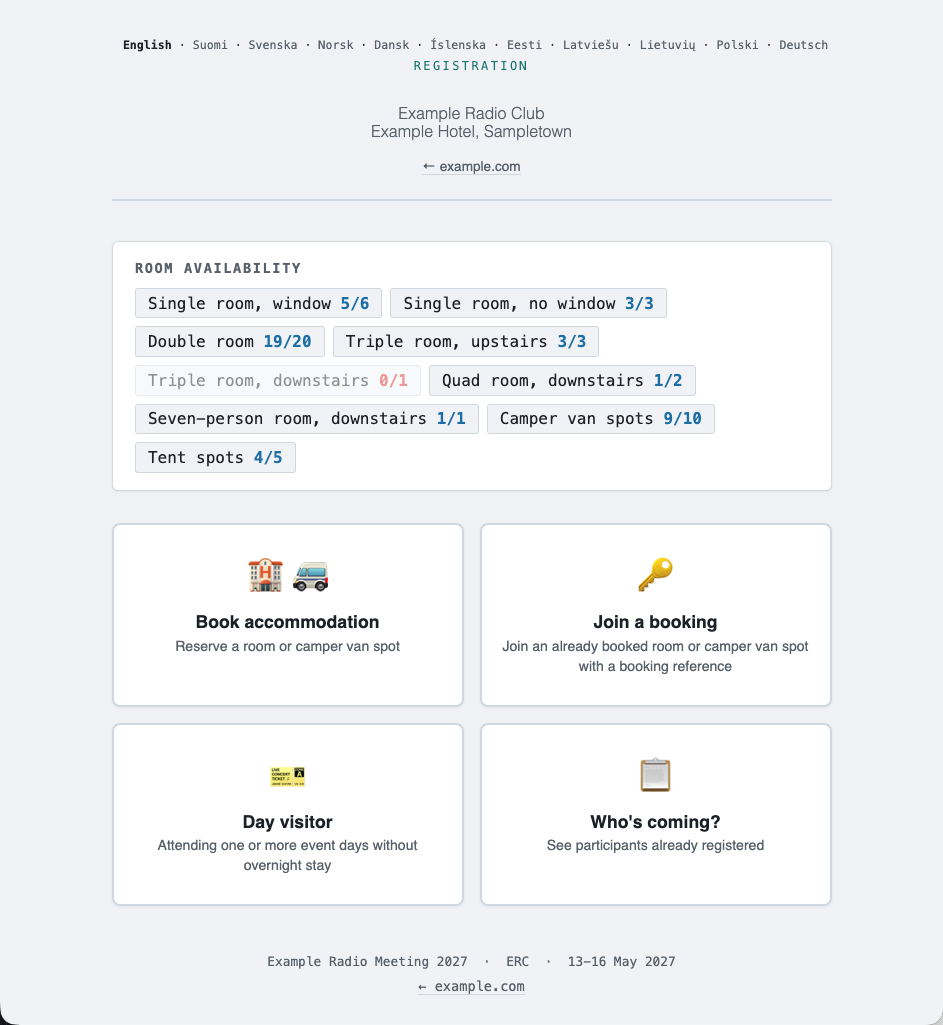 English · Suomi · Svenska · Norsk · Dansk · Íslenska · Eesti · Latviešu · Lietuvių · Polski · Deutsch
REGISTRATION
Example Radio Club
Example Hotel, Sampletown
← example.com
ROOM AVAILABILITY
Single room, window 5/6 Single room, no window 3/3
Double room 19/20 Triple room, upstairs 3/3
Triple room, downstairs 0/1 Quad room, downstairs 1/2
Seven-person room, downstairs 1/1 Camper van spots 9/10
Tent spots 4/5
Book accommodation
Reserve a room or camper van spot
Join a booking
Join an already booked room or camper van spot
with a booking reference
Day visitor
Attending one or more event days without
overnight stay
Who's coming?
See participants already registered
Example Radio Meeting 2027 · ERC · 13–16 May 2027
← example.com